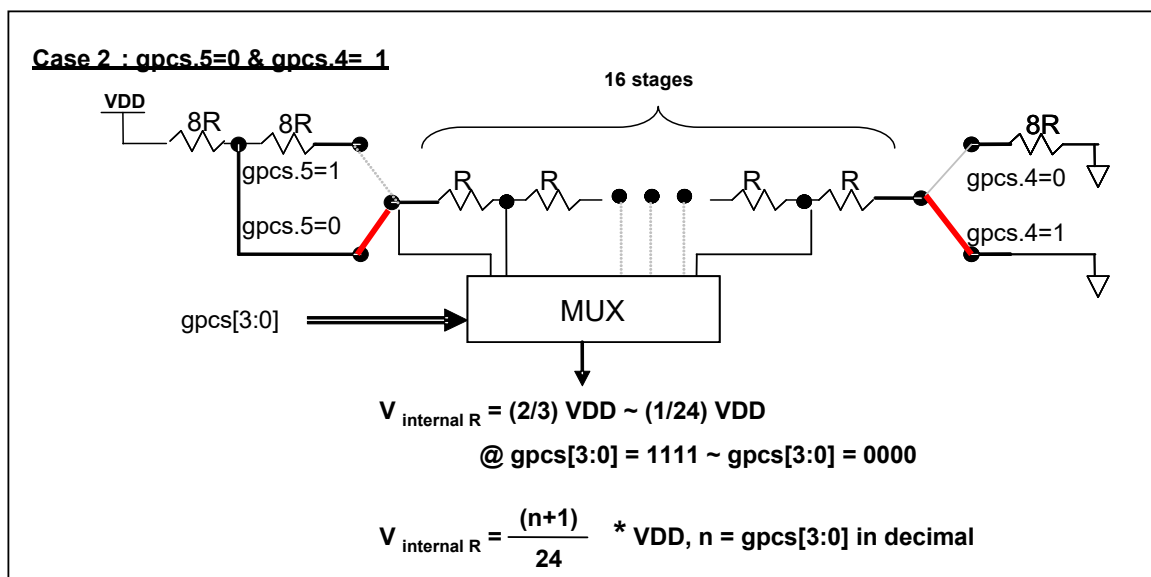 Case 2 : gpcs.5=0 & gpcs.4= 1
16 stages
VDD
8R
8R
8R
gpcs.5=1
gpcs.4=0
R
R
R
R
gpcs.5=0
gpcs.4=1
MUX
gpcs[3:0]
V internal R = (2/3) VDD ~ (1/24) VDD
@ gpcs[3:0] = 1111 ~ gpcs[3:0] = 0000
(n+1)
V internal R = * VDD, n = gpcs[3:0] in decimal
24